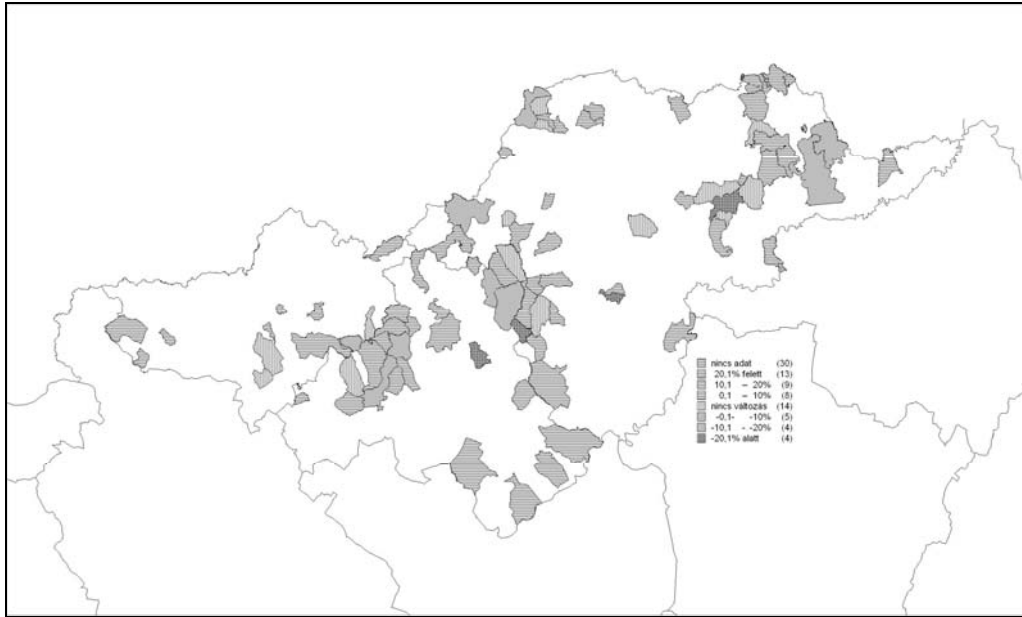 nincs adat (30)
20,1% felett (13)
10,1 – 20% (9)
0,1 – 10% (8)
nincs változás (14)
-0,1- -10% (5)
-10,1 - -20% (4)
-20,1% alatt (4)